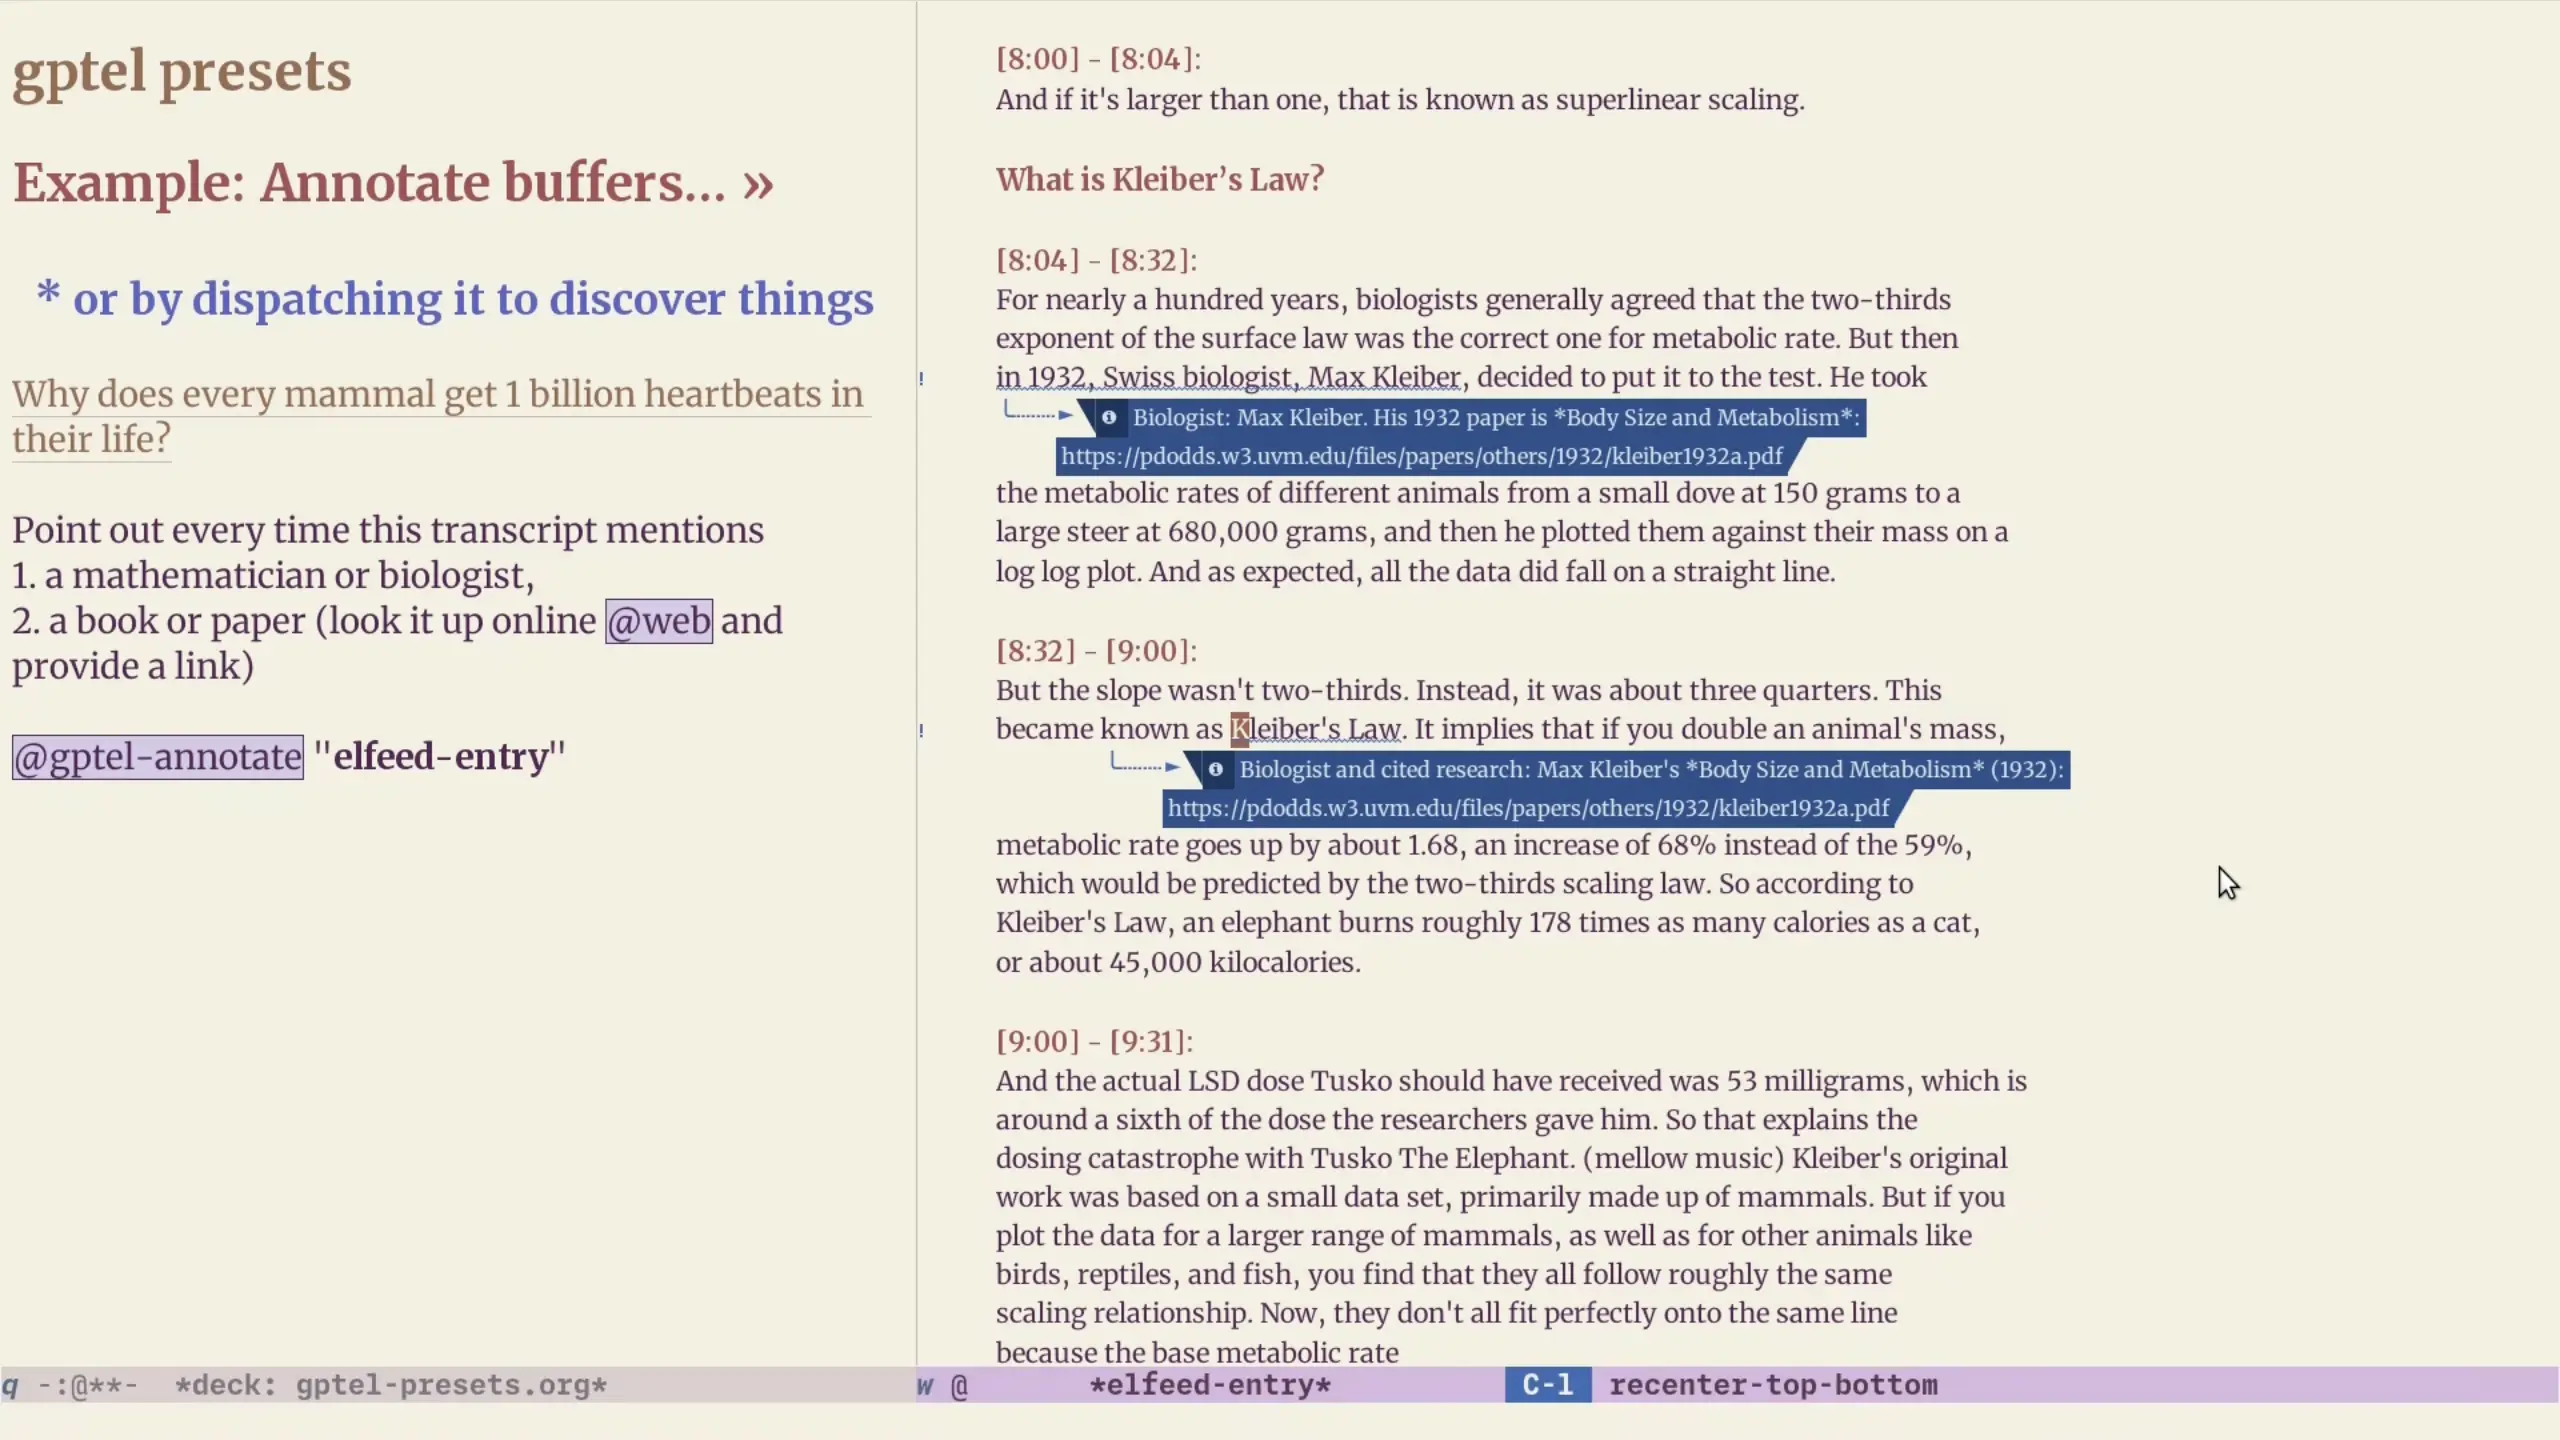 gptel presets
Example: Annotate buffers... »
* or by dispatching it to discover things
Why does every mammal get 1 billion heartbeats in
their life?
Point out every time this transcript mentions
1. a mathematician or biologist,
2. a book or paper (look it up online @web and
provide a link)
@gptel-annotate "elfeed-entry"
q -:@**- *deck: gptel-presets.org*
[8:00] - [8:04]:
And if it's larger than one, that is known as superlinear scaling.
What is Kleiber’s Law?
[8:04] - [8:32]:
For nearly a hundred years, biologists generally agreed that the two-thirds
exponent of the surface law was the correct one for metabolic rate. But then
! in 1932, Swiss biologist, Max Kleiber, decided to put it to the test. He took
Biologist: Max Kleiber. His 1932 paper is *Body Size and Metabolism*:
https://pdodds.w3.uvm.edu/files/papers/others/1932/kleiber1932a.pdf
the metabolic rates of different animals from a small dove at 150 grams to a
large steer at 680,000 grams, and then he plotted them against their mass on a
log log plot. And as expected, all the data did fall on a straight line.
[8:32] - [9:00]:
But the slope wasn't two-thirds. Instead, it was about three quarters. This
! became known as Kleiber's Law. It implies that if you double an animal's mass,
Biologist and cited research: Max Kleiber's *Body Size and Metabolism* (1932):
https://pdodds.w3.uvm.edu/files/papers/others/1932/kleiber1932a.pdf
metabolic rate goes up by about 1.68, an increase of 68% instead of the 59%,
which would be predicted by the two-thirds scaling law. So according to
Kleiber's Law, an elephant burns roughly 178 times as many calories as a cat,
or about 45,000 kilocalories.
[9:00] - [9:31]:
And the actual LSD dose Tusko should have received was 53 milligrams, which is
around a sixth of the dose the researchers gave him. So that explains the
dosing catastrophe with Tusko The Elephant. (mellow music) Kleiber's original
work was based on a small data set, primarily made up of mammals. But if you
plot the data for a larger range of mammals, as well as for other animals like
birds, reptiles, and fish, you find that they all follow roughly the same
scaling relationship. Now, they don't all fit perfectly onto the same line
because the base metabolic rate
w @ *elfeed-entry* C-l recenter-top-bottom